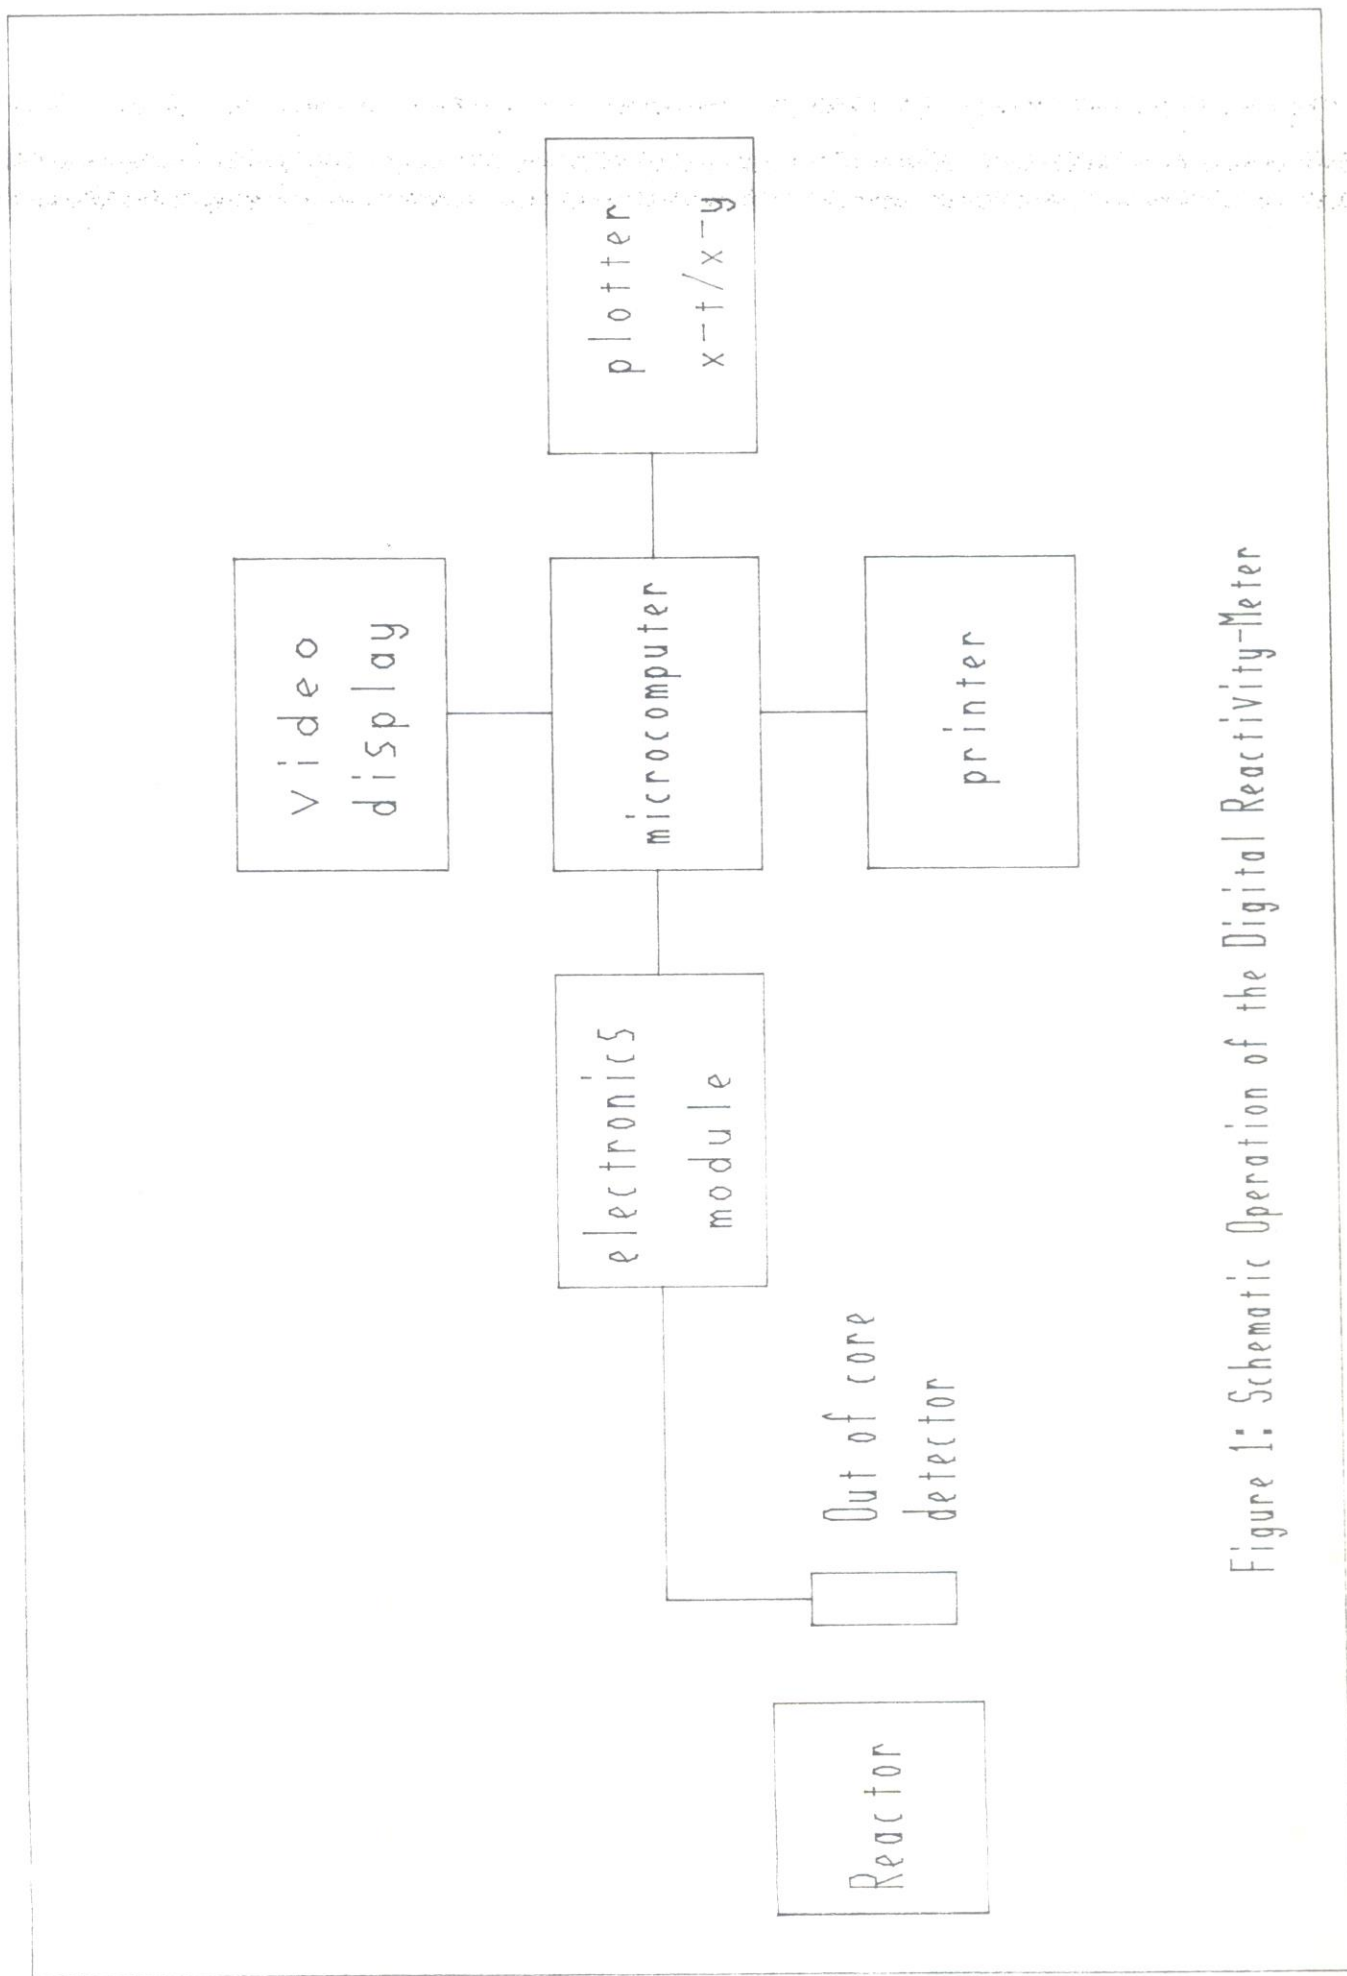 video
display
plotter
x-t/x-y
microcomputer
electronics
module
printer
Out of core
detector
Reactor
Figure 1: Schematic Operation of the Digital Reactivity-Meter